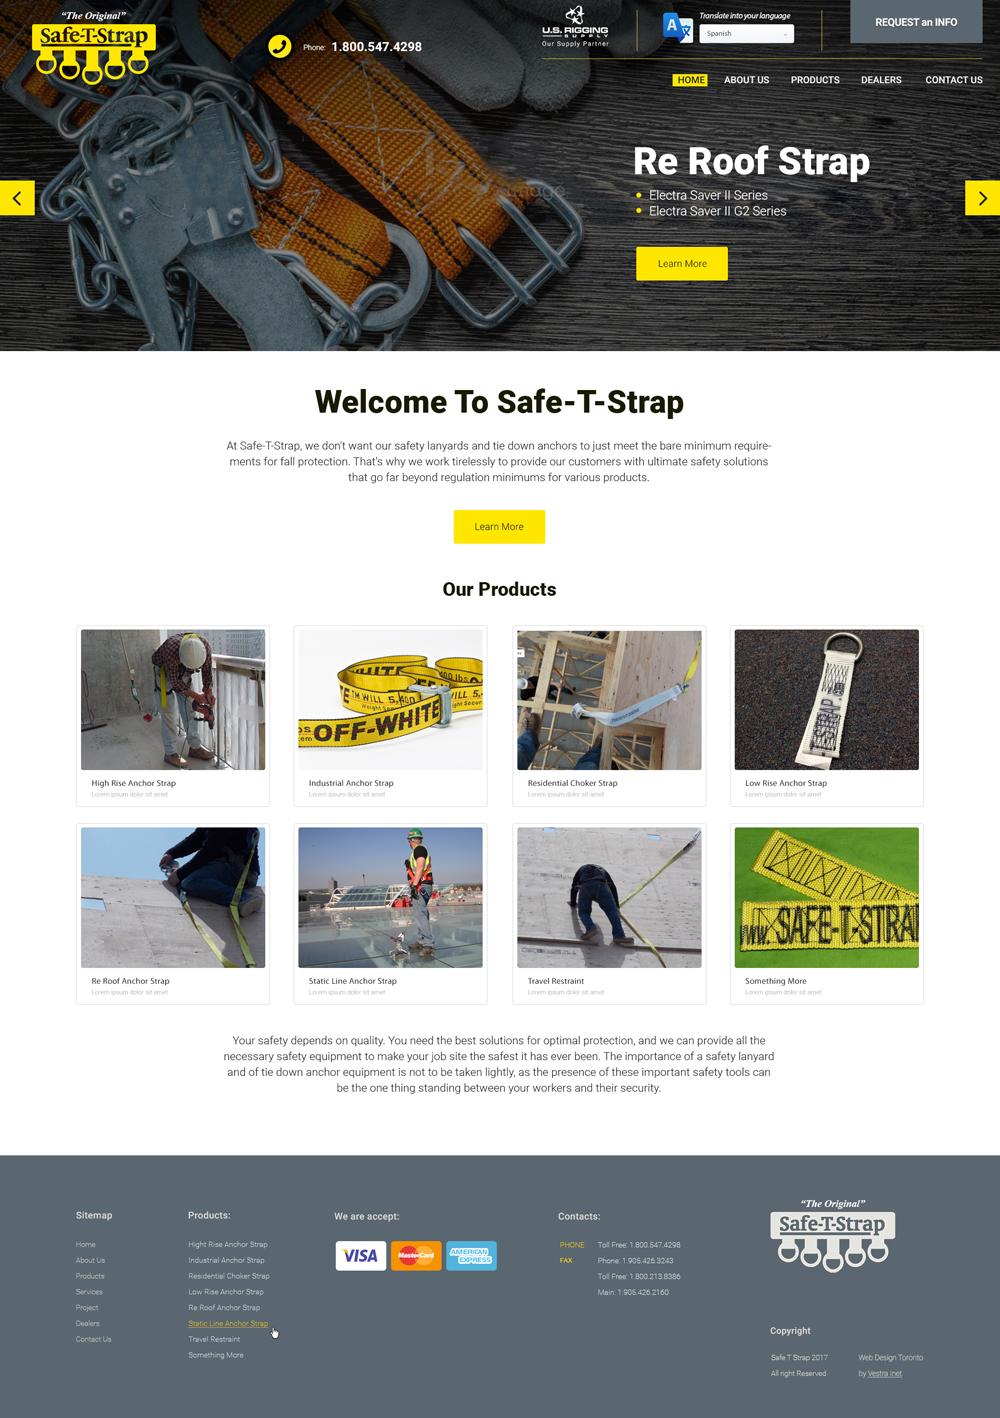 “The Original”
Safe-T-Strap
Phone: 1.800.547.4298
U.S. RIGGING
SUPPLY
Our Supply Partner
Translate into your language
Spanish
REQUEST an INFO
HOME ABOUT US PRODUCTS DEALERS CONTACT US
Re Roof Strap
Electra Saver II Series
Electra Saver II G2 Series
Learn More
Welcome To Safe-T-Strap
At Safe-T-Strap, we don't want our safety lanyards and tie down anchors to just meet the bare minimum require-
ments for fall protection. That's why we work tirelessly to provide our customers with ultimate safety solutions
that go far beyond regulation minimums for various products.
Learn More
Our Products
WHITE
WILL 5,400
OFF-WHITE
High Rise Anchor Strap
Lorem ipsum dolor sit amet
Industrial Anchor Strap
Lorem ipsum dolor sit amet
Residential Choker Strap
Lorem ipsum dolor sit amet
Low Rise Anchor Strap
Lorem ipsum dolor sit amet
www. SAFE-T-STRAP
Re Roof Anchor Strap
Lorem ipsum dolor sit amet
Static Line Anchor Strap
Lorem ipsum dolor sit amet
Travel Restraint
Lorem ipsum dolor sit amet
Something More
Lorem ipsum dolor sit amet
Your safety depends on quality. You need the best solutions for optimal protection, and we can provide all the
necessary safety equipment to make your job site the safest it has ever been. The importance of a safety lanyard
and of tie down anchor equipment is not to be taken lightly, as the presence of these important safety tools can
be the one thing standing between your workers and their security.
Sitemap
Home
About Us
Products
Services
Project
Dealers
Contact Us
Products:
Hight Rise Anchor Strap
Industrial Anchor Strap
Residential Choker Strap
Low Rise Anchor Strap
Re Roof Anchor Strap
Static Line Anchor Strap
Travel Restraint
Something More
We are accept:
VISA
MasterCard
AMERICAN
EXPRESS
Contacts:
PHONE Toll Free: 1.800.547.4298
FAX Phone: 1.905.426.3243
Toll Free: 1.800.213.8386
Main: 1.905.426.2160
“The Original”
Safe-T-Strap
Copyright
Safe T Strap 2017
All right Reserved
Web Design Toronto
by Vestra Inet